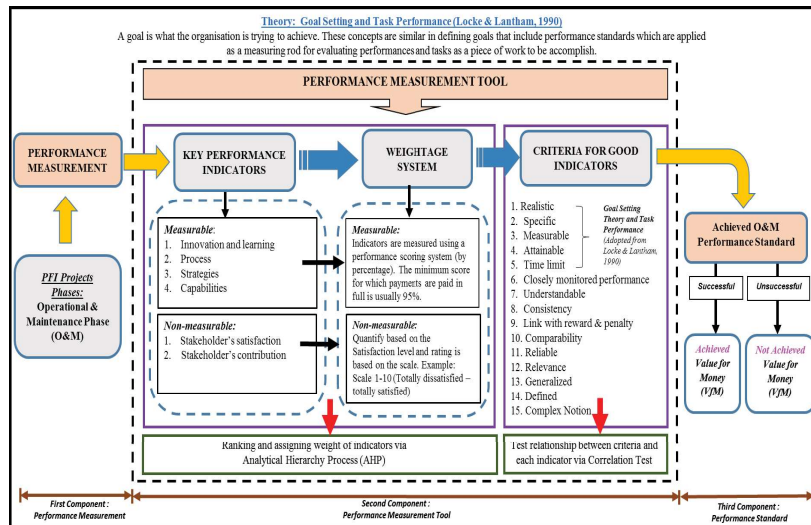 Theory: Goal Setting and Task Performance (Locke & Lantham, 1990)
A goal is what the organisation is trying to achieve. These concepts are similar in defining goals that include performance standards which are applied
as a measuring rod for evaluating performances and tasks as a piece of work to be accomplish.
PERFORMANCE MEASUREMENT TOOL
PERFORMANCE
MEASUREMENT
PFI Projects
Phases:
Operational &
Maintenance Phase
(O&M)
KEY PERFORMANCE
INDICATORS
WEIGHTAGE
SYSTEM
CRITERIA FOR GOOD
INDICATORS
Measurable:
1. Innovation and learning
2. Process
3. Strategies
4. Capabilities
Non-measurable:
1. Stakeholder's satisfaction
2. Stakeholder's contribution
Measurable:
Indicators are measured using a
performance scoring system (by
percentage). The minimum score
for which payments are paid in
full is usually 95%.
Non-measurable:
Quantify based on the
Satisfaction level and rating is
based on the scale. Example:
Scale 1-10 (Totally dissatisfied –
totally satisfied)
1. Realistic
2. Specific
3. Measurable
4. Attainable
5. Time limit
6. Closely monitored performance
7. Understandable
8. Consistency
9. Link with reward & penalty
10. Comparability
11. Reliable
12. Relevance
13. Generalized
14. Defined
15. Complex Notion
Goal Setting
Theory and Task
Performance
(Adopted from
Locke & Lantham,
1990)
Ranking and assigning weight of indicators via
Analytical Hierarchy Process (AHP)
Test relationship between criteria and
each indicator via Correlation Test
Achieved O&M
Performance Standard
Successful
Unsuccessful
Achieved
Value for
Money
(VfM)
Not Achieved
Value for
Money
(VfM)
First Component :
Performance Measurement
Second Component :
Performance Measurement Tool
Third Component :
Performance Standard